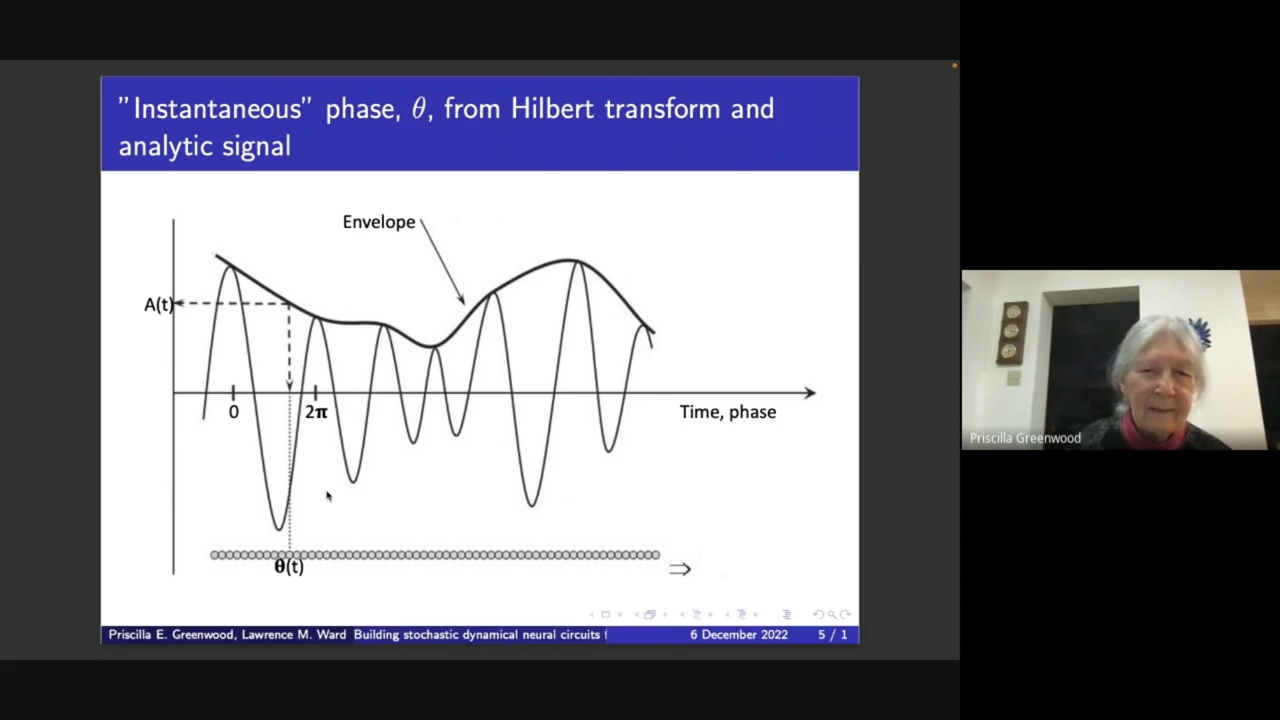 "Instantaneous" phase, θ, from Hilbert transform and
analytic signal
Envelope
A(t)
0
2π
Time, phase
θ(t)
Priscilla E. Greenwood, Lawrence M. Ward Building stochastic dynamical neural circuits f
6 December 2022
5 / 1
Priscilla Greenwood